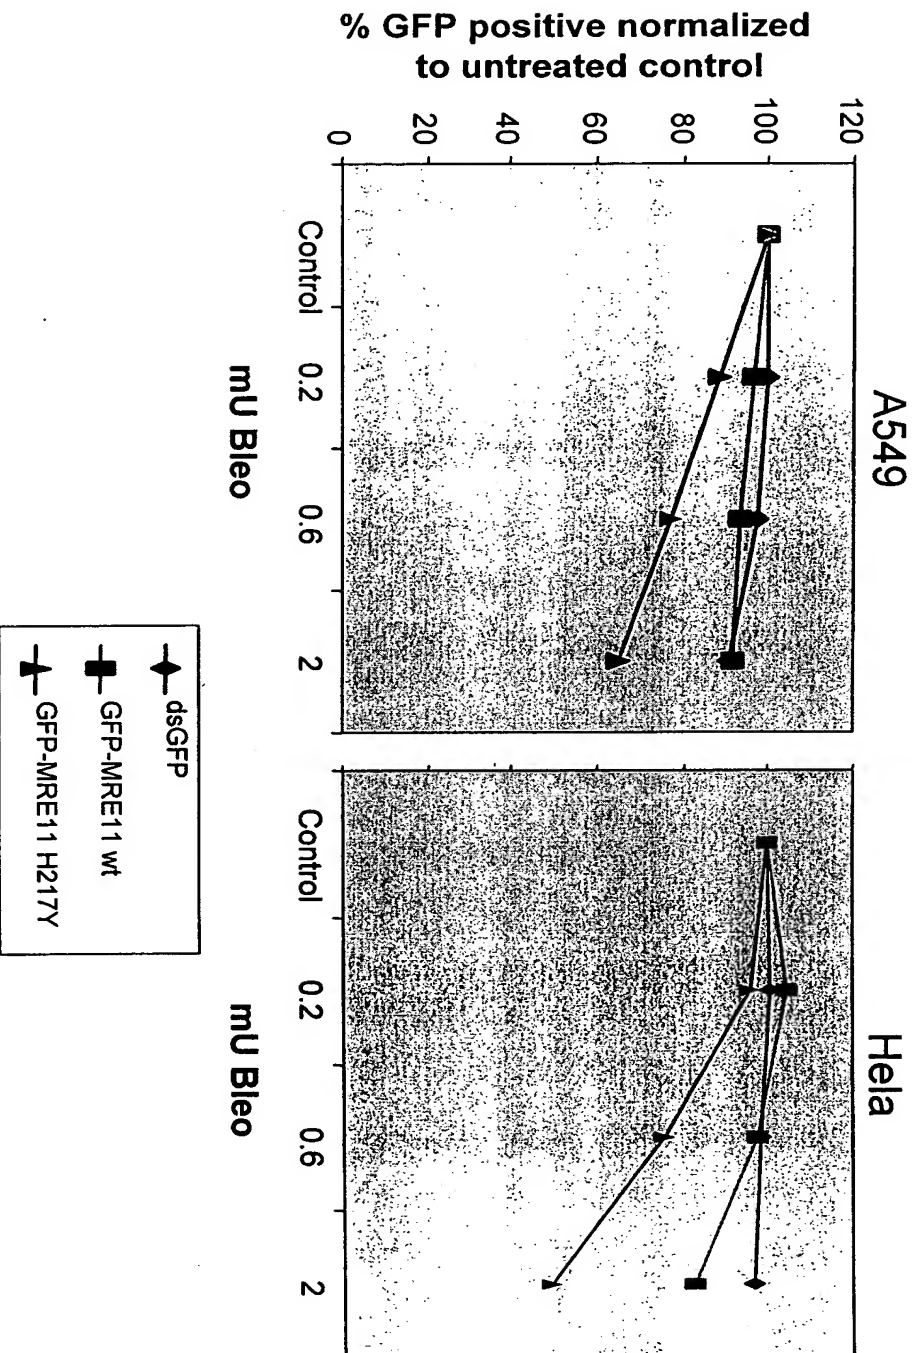 % GFP positive normalized
to untreated control
A549
120
100
80
60
40
20
0
Control
0.2
0.6
2
mU Bleo
Hela
Control
0.2
0.6
2
mU Bleo
dsGFP
GFP-MRE11 wt
GFP-MRE11 H217Y